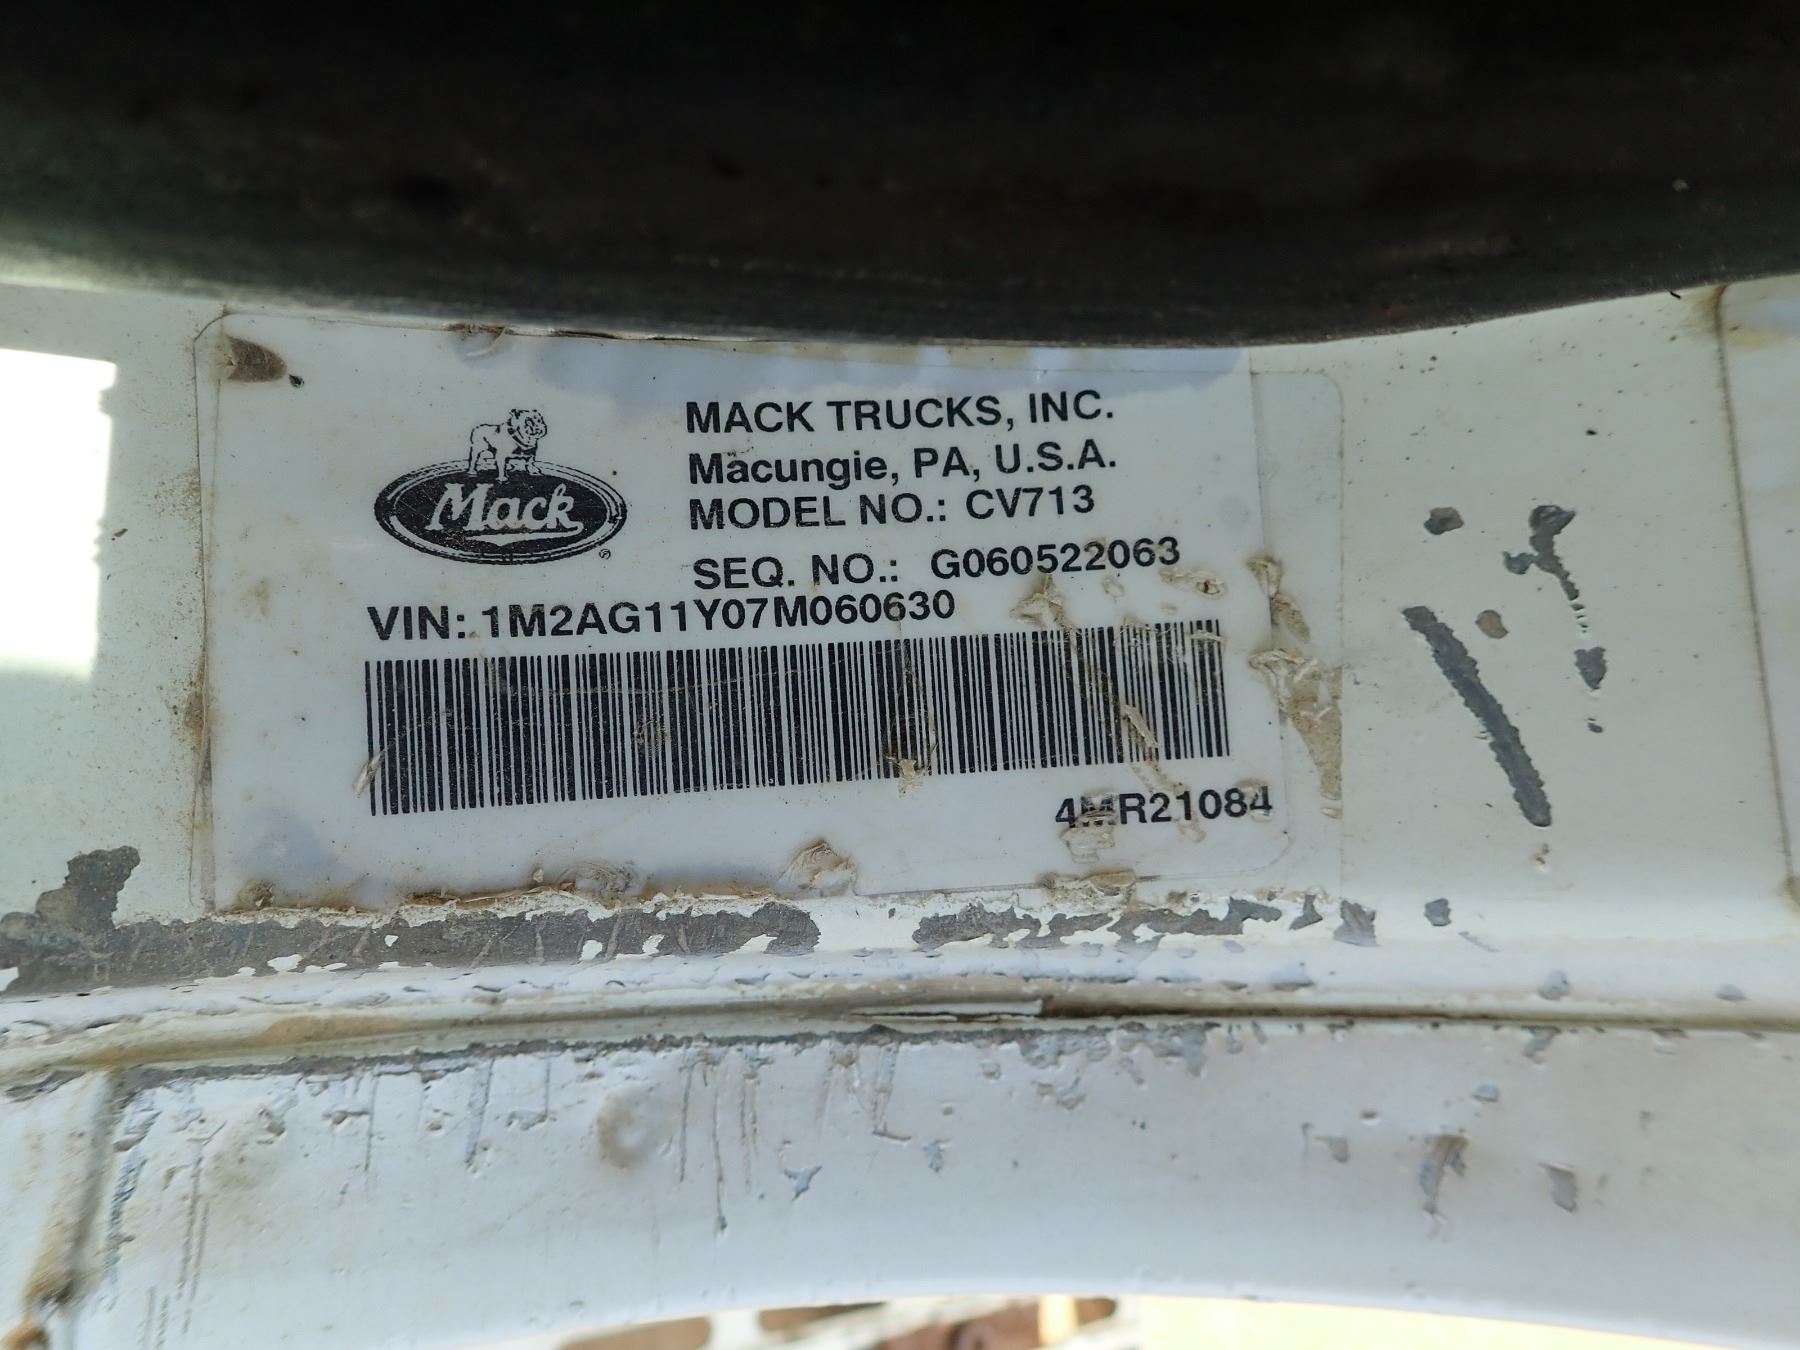 MACK TRUCKS, INC.
Macungie, PA, U.S.A.
MODEL NO.: CV713
Mack
®
SEQ. NO.: G060522063
VIN: 1M2AG11Y07M060630
4MR21084